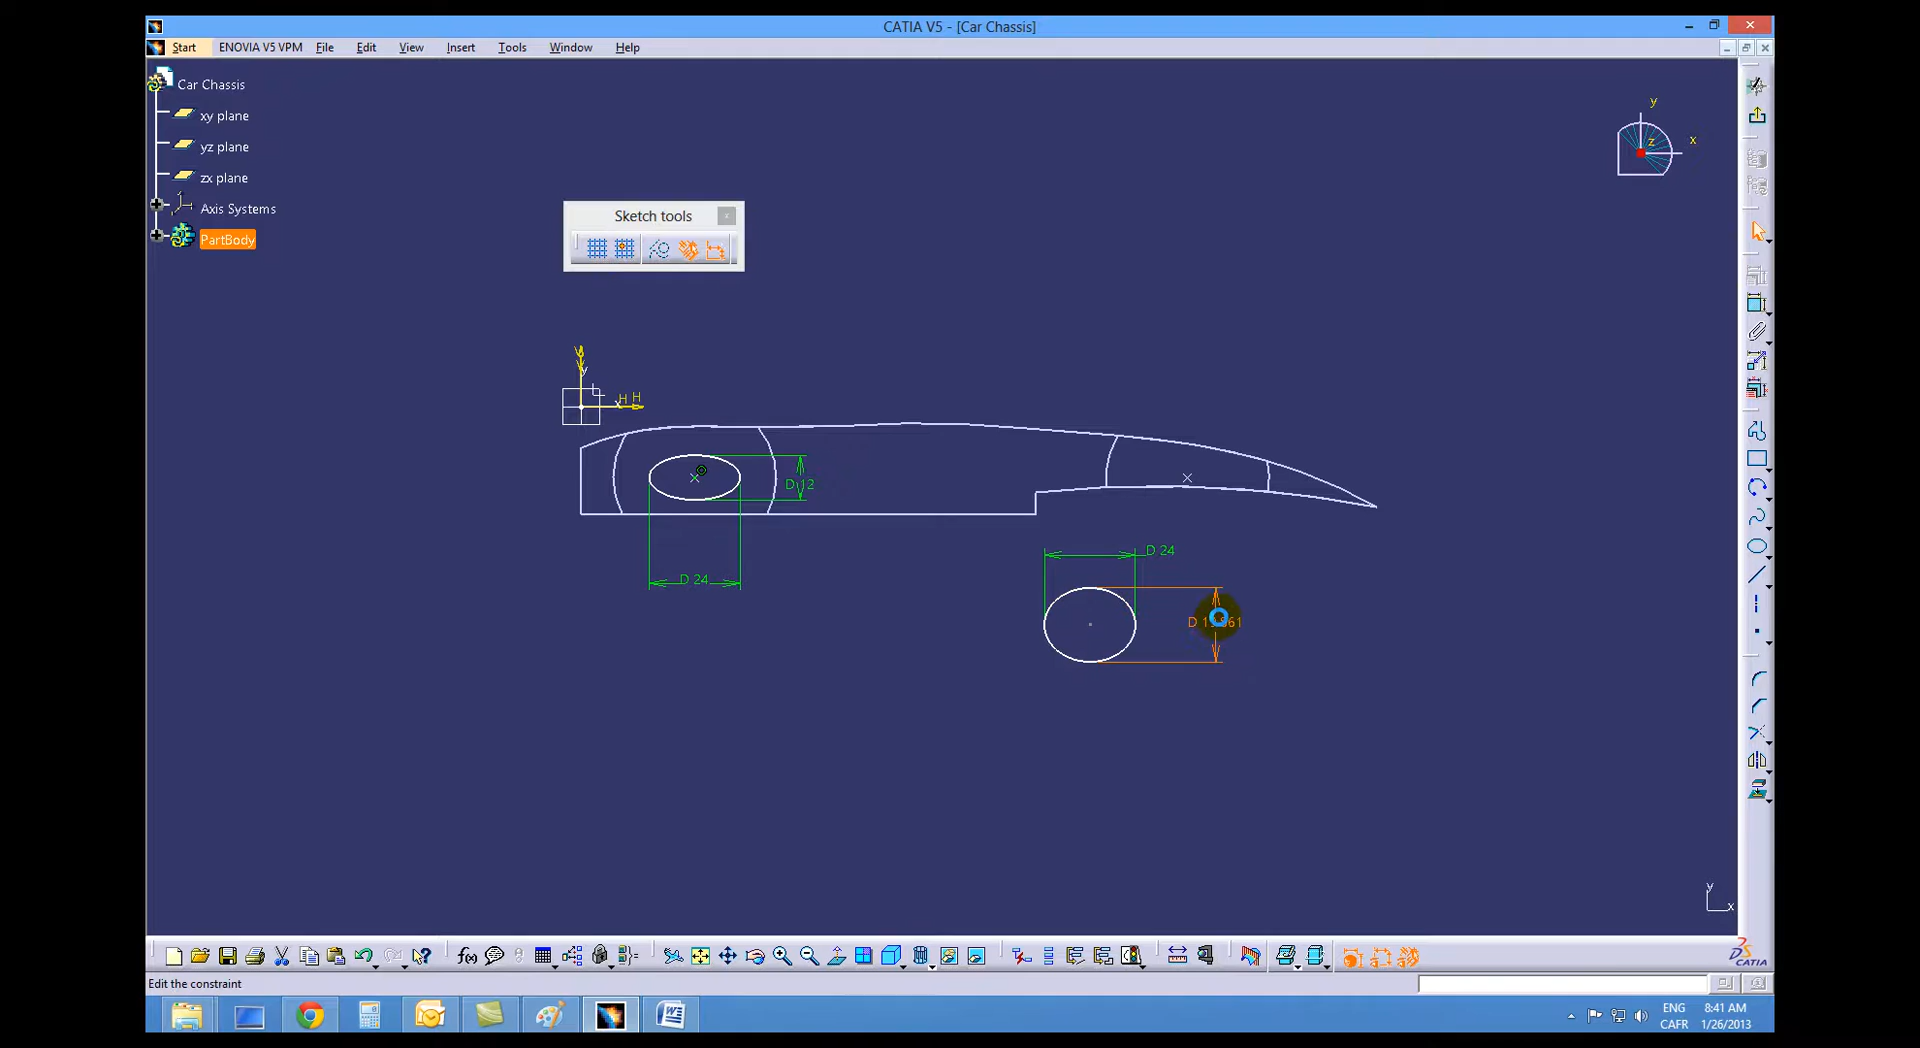 CATIA V5 - [Car Chassis]
Start ENOVIA V5 VPM File Edit View Insert Tools Window Help
Car Chassis
xy plane
yz plane
zx plane
Axis Systems
PartBody
y
x
z
Sketch tools
V
y
x H H
D 12
D 24
D 24
D
y
x
CATIA
Edit the constraint
ENG 8:41 AM
CAFR 1/26/2013